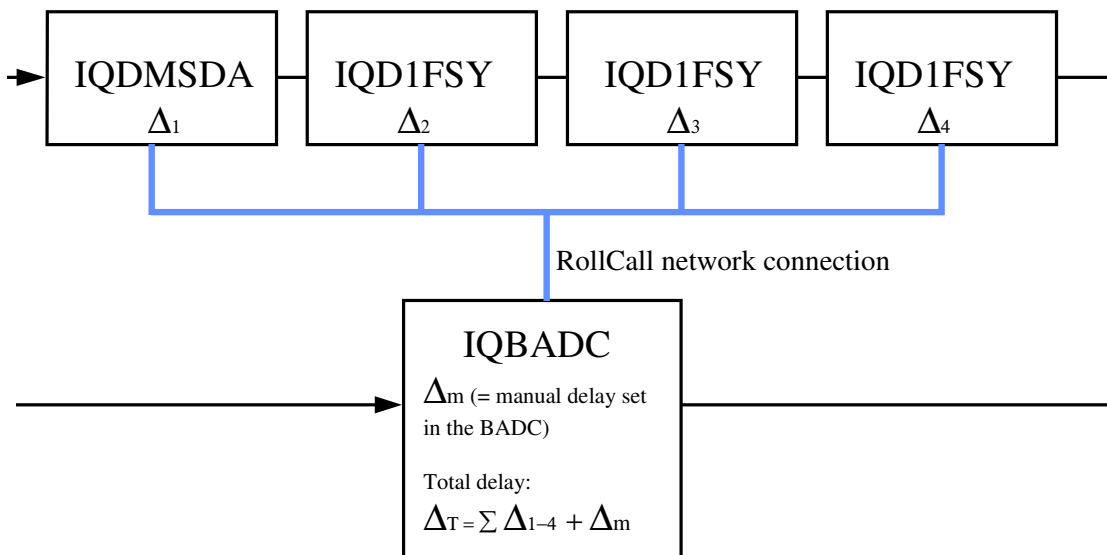 IQDMSDA
Δ1
IQD1FSY
Δ2
IQD1FSY
Δ3
IQD1FSY
Δ4
RollCall network connection
IQBADC
Δm (= manual delay set
in the BADC)
Total delay:
ΔT = ∑ Δ1–4 + Δm